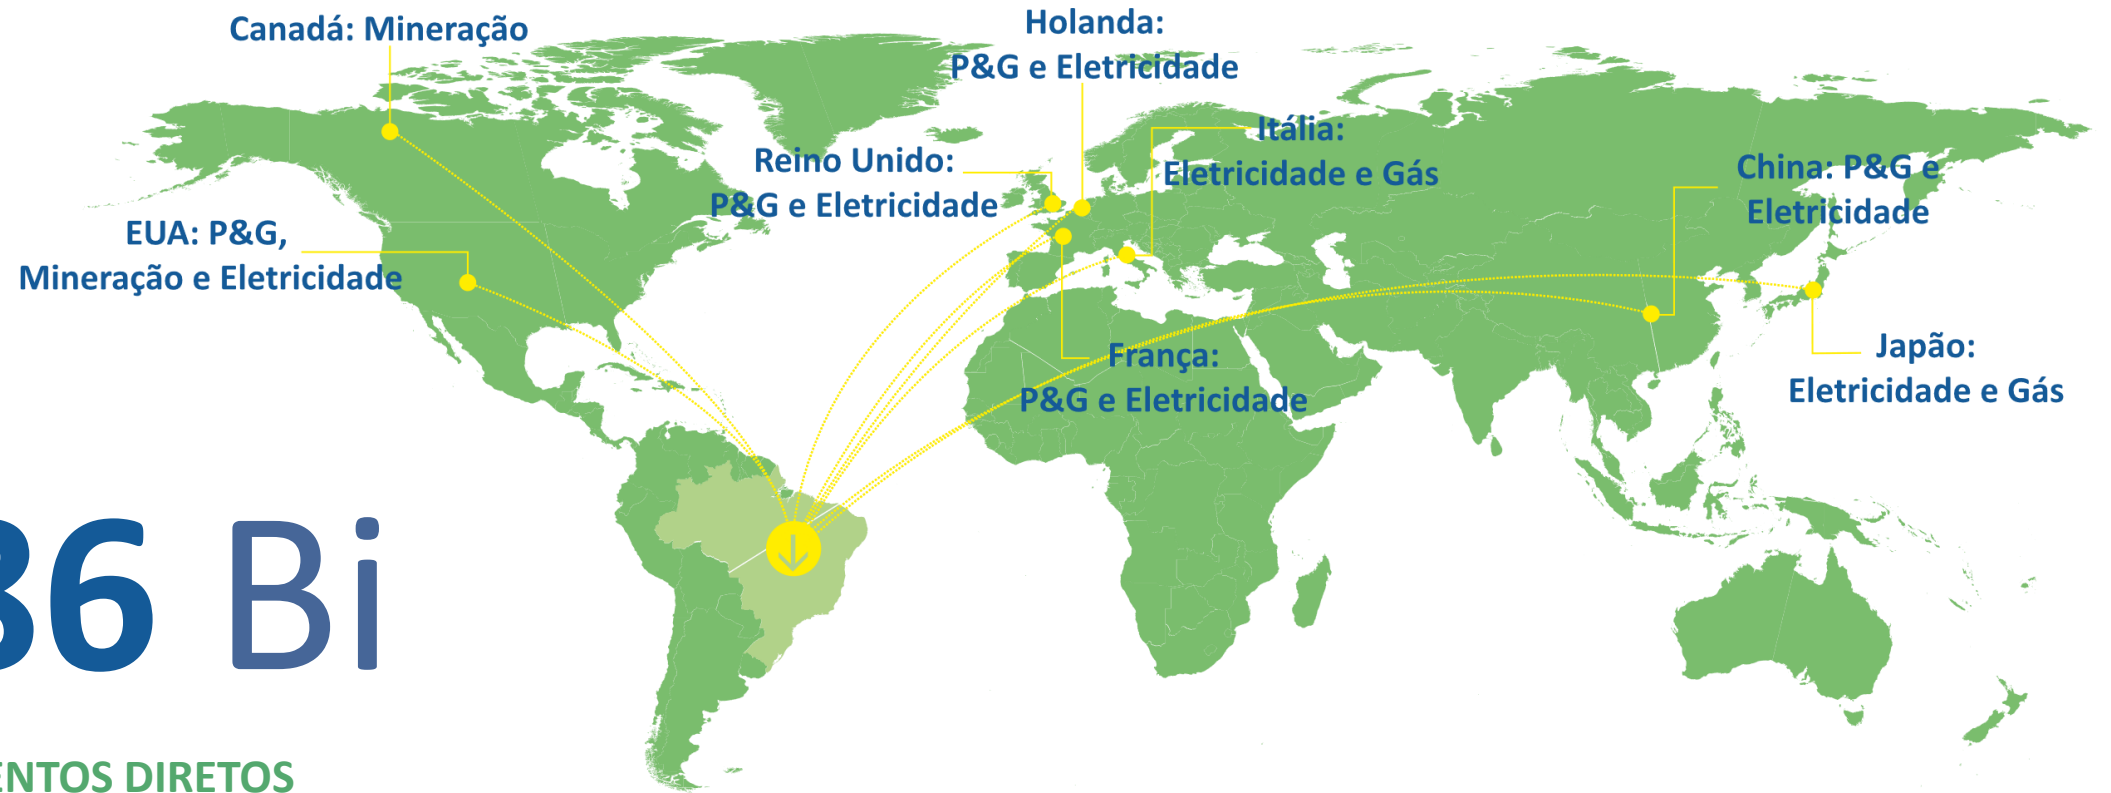 Canadá: Mineração
Holanda:
P&G e Eletricidade
Itália:
Eletricidade e Gás
Reino Unido:
P&G e Eletricidade
China: P&G e
Eletricidade
EUA: P&G,
Mineração e Eletricidade
França:
P&G e Eletricidade
Japão:
Eletricidade e Gás
36 Bi
ENTOS DIRETOS